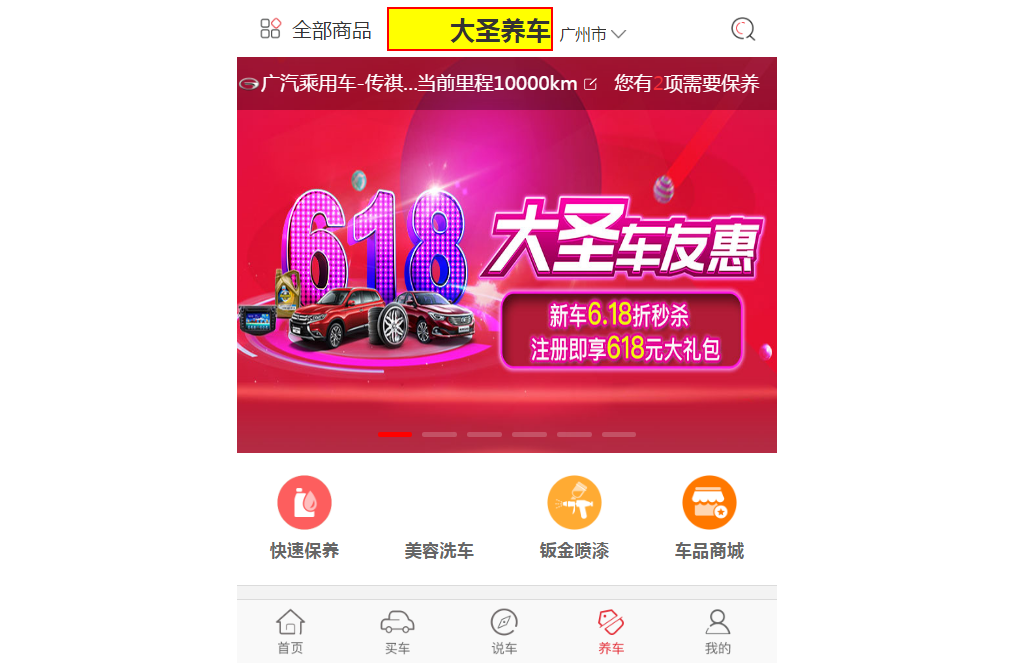 全部商品 大圣养车 广州市
广汽乘用车-传祺...当前里程10000km 您有2项需要保养
618
大圣车友惠
新车6.18折秒杀
注册即享618元大礼包
快速保养 美容洗车 钣金喷漆 车品商城
首页 买车 说车 养车 我的